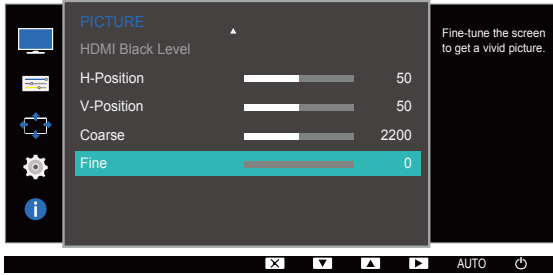 PICTURE
HDMI Black Level
H-Position 50
V-Position 50
Coarse 2200
Fine 0
Fine-tune the screen
to get a vivid picture.
AUTO